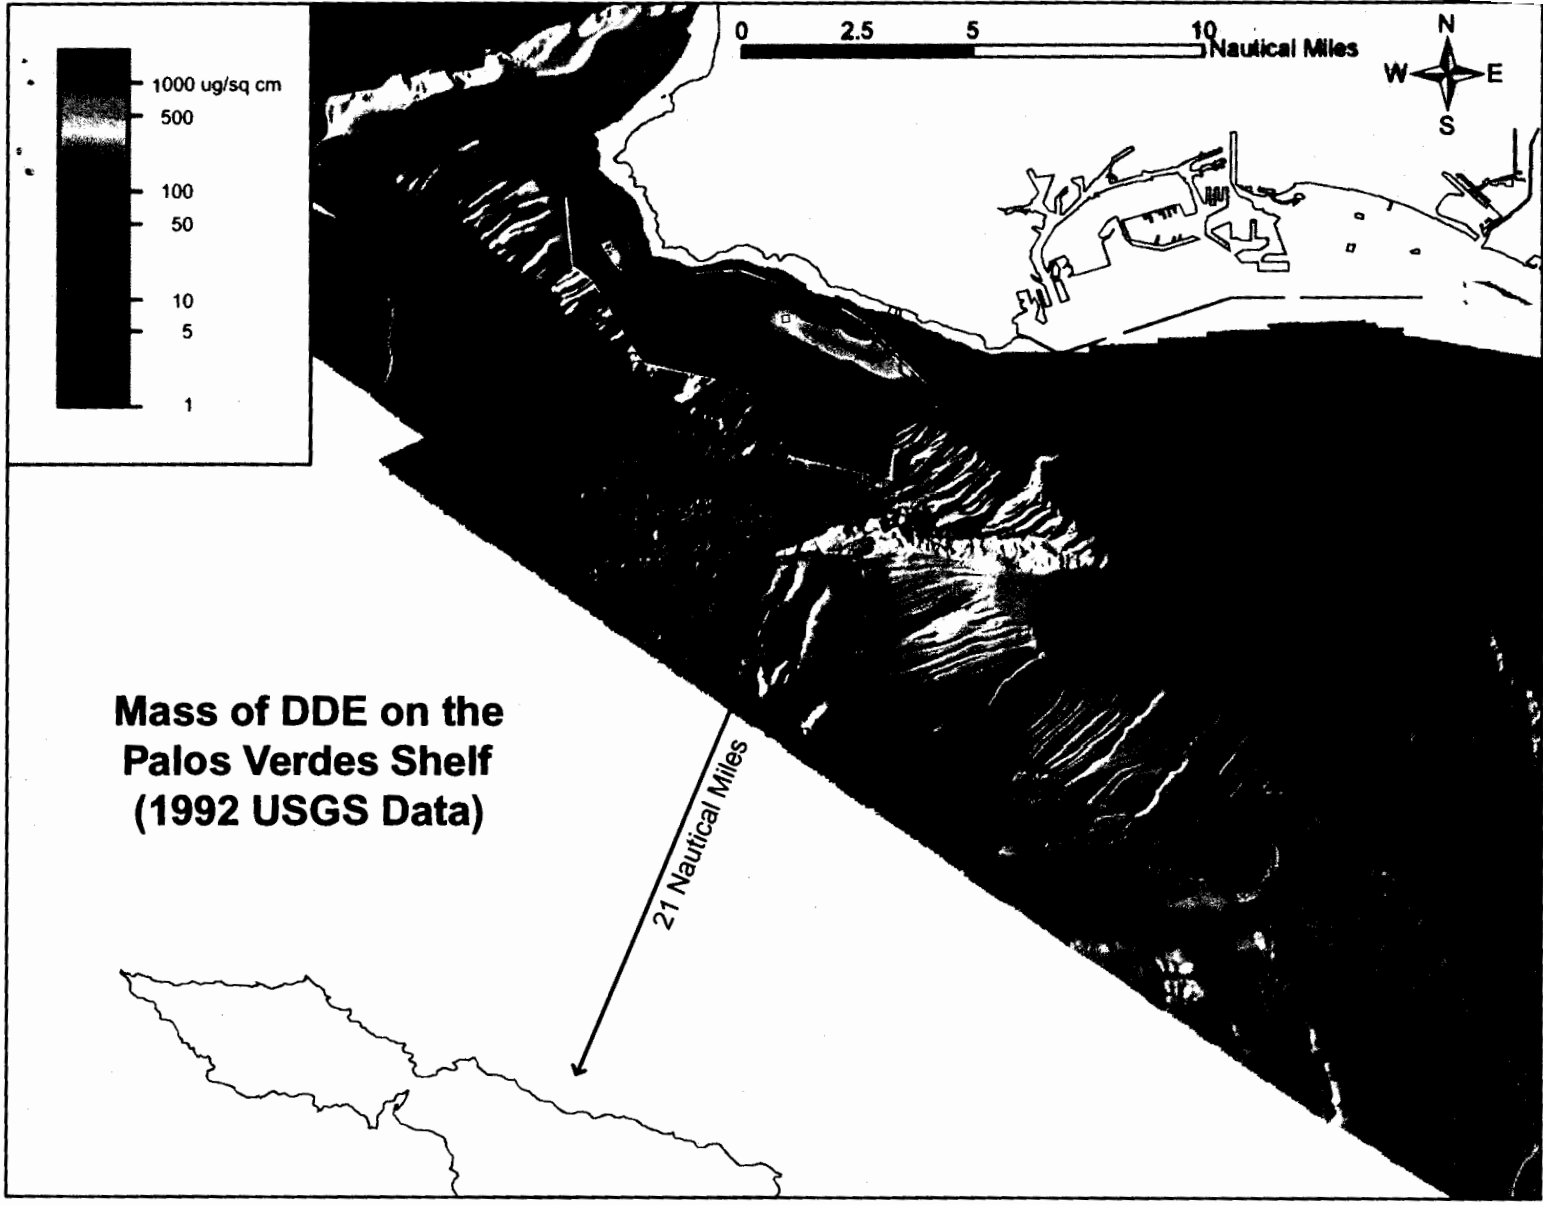 0 2.5 5 10 Nautical Miles
N
W E
S
1000 ug/sq cm
500
100
50
10
5
1
Mass of DDE on the
Palos Verdes Shelf
(1992 USGS Data)
21 Nautical Miles